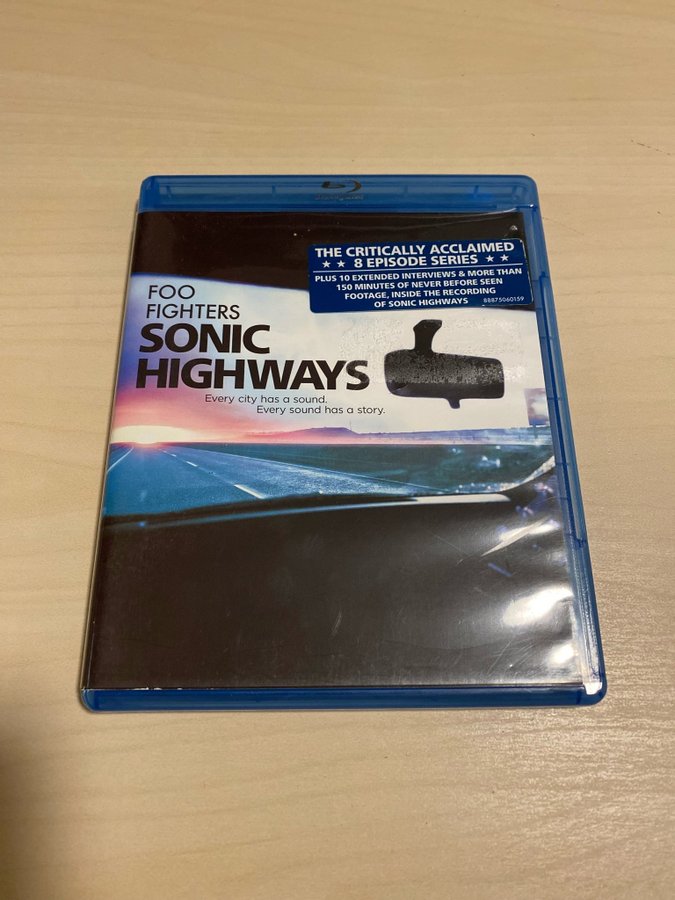 THE CRITICALLY ACCLAIMED
★ ★ 8 EPISODE SERIES ★ ★
PLUS 10 EXTENDED INTERVIEWS & MORE THAN
150 MINUTES OF NEVER BEFORE SEEN
FOOTAGE, INSIDE THE RECORDING
OF SONIC HIGHWAYS
88875060159
FOO
FIGHTERS
SONIC
HIGHWAYS
Every city has a sound.
Every sound has a story.